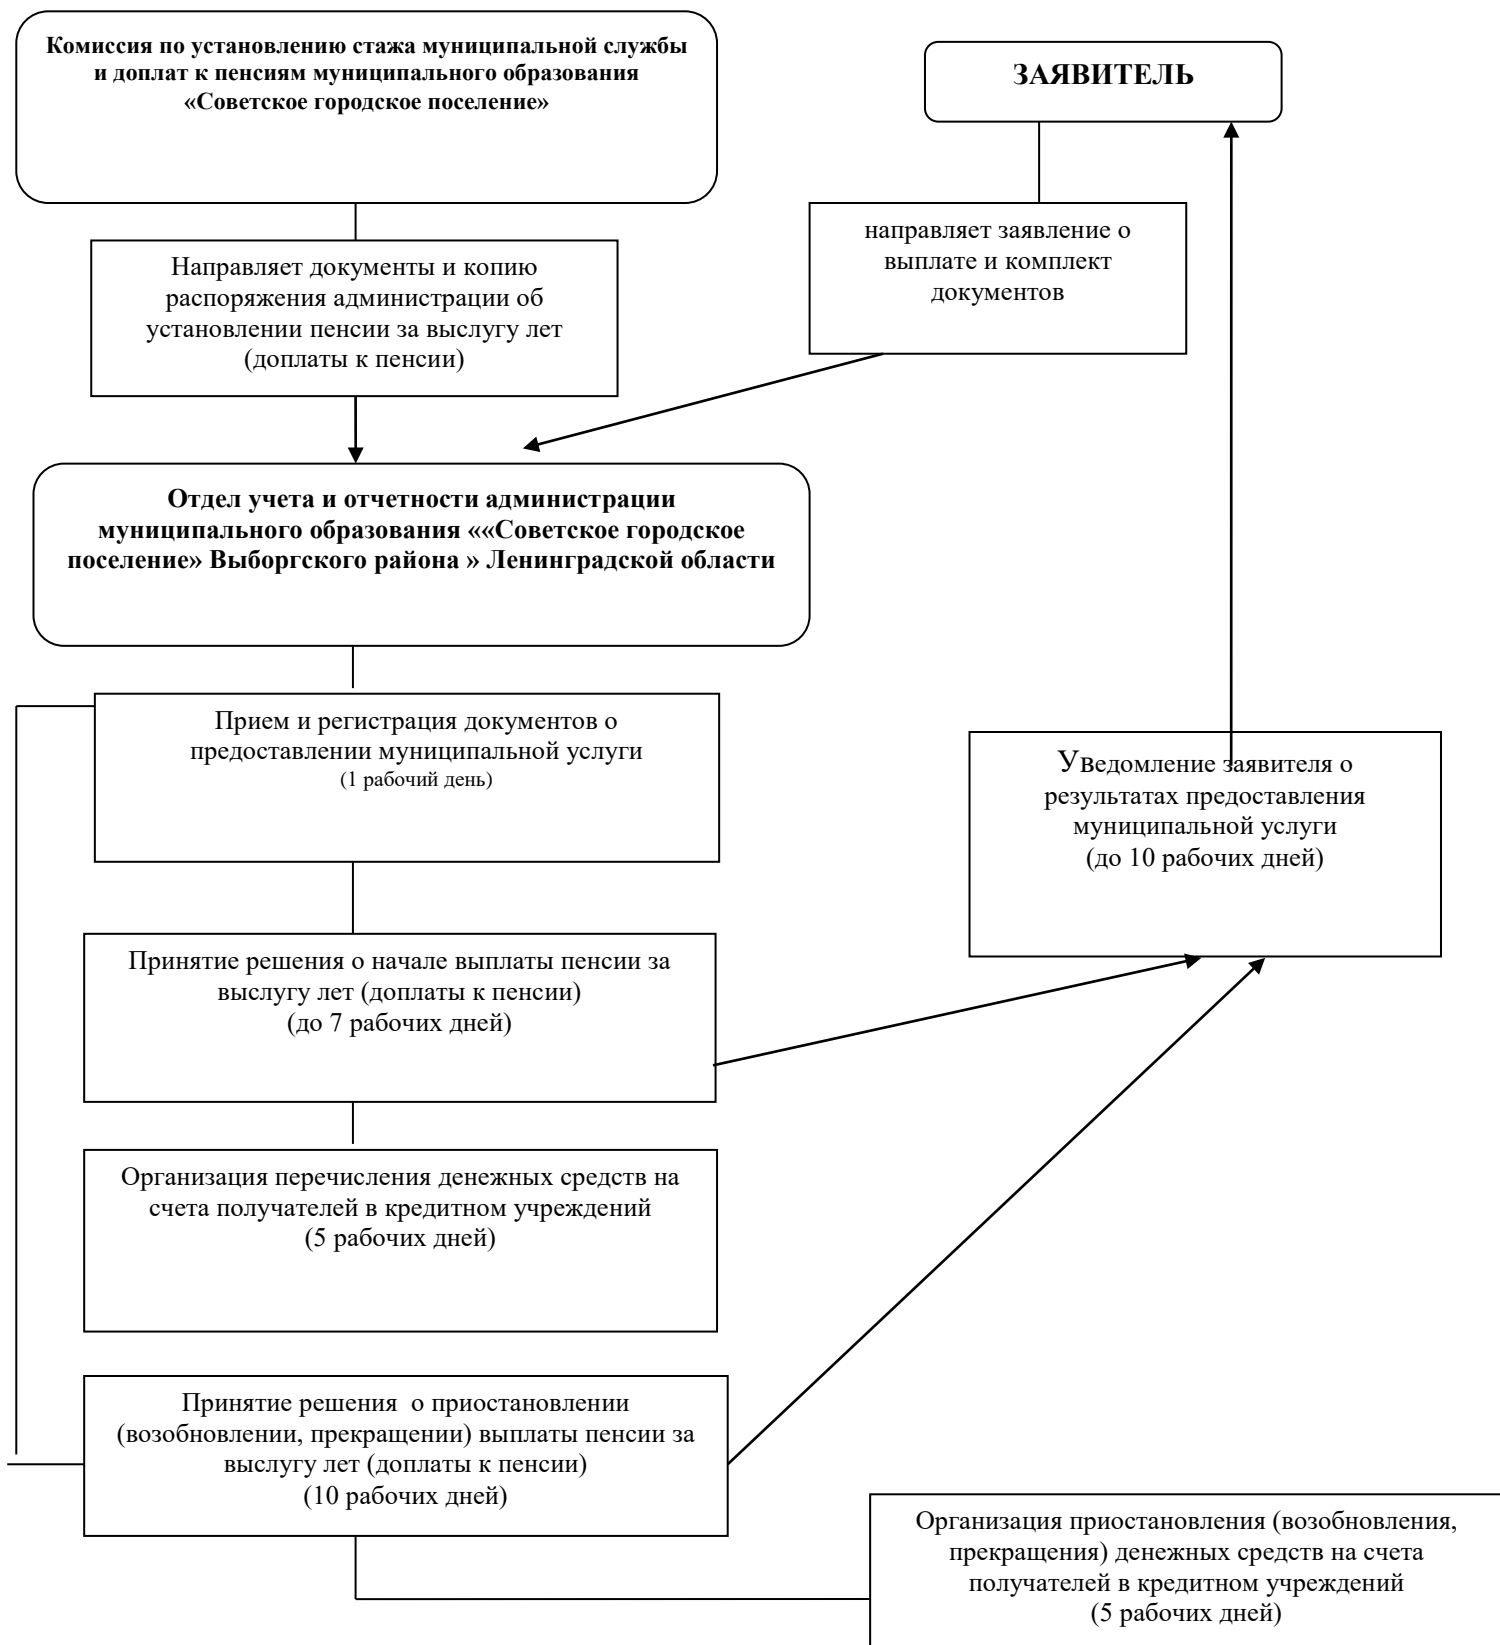 Комиссия по установлению стажа муниципальной службы
и доплат к пенсиям муниципального образования
«Советское городское поселение»
ЗАЯВИТЕЛЬ
Направляет документы и копию
распоряжения администрации об
установлении пенсии за выслугу лет
(доплаты к пенсии)
направляет заявление о
выплате и комплект
документов
Отдел учета и отчетности администрации
муниципального образования ««Советское городское
поселение» Выборгского района » Ленинградской области
Прием и регистрация документов о
предоставлении муниципальной услуги
(1 рабочий день)
Уведомление заявителя о
результатах предоставления
муниципальной услуги
(до 10 рабочих дней)
Принятие решения о начале выплаты пенсии за
выслугу лет (доплаты к пенсии)
(до 7 рабочих дней)
Организация перечисления денежных средств на
счета получателей в кредитном учреждений
(5 рабочих дней)
Принятие решения  о приостановлении
(возобновлении, прекращении) выплаты пенсии за
выслугу лет (доплаты к пенсии)
(10 рабочих дней)
Организация приостановления (возобновления,
прекращения) денежных средств на счета
получателей в кредитном учреждений
(5 рабочих дней)